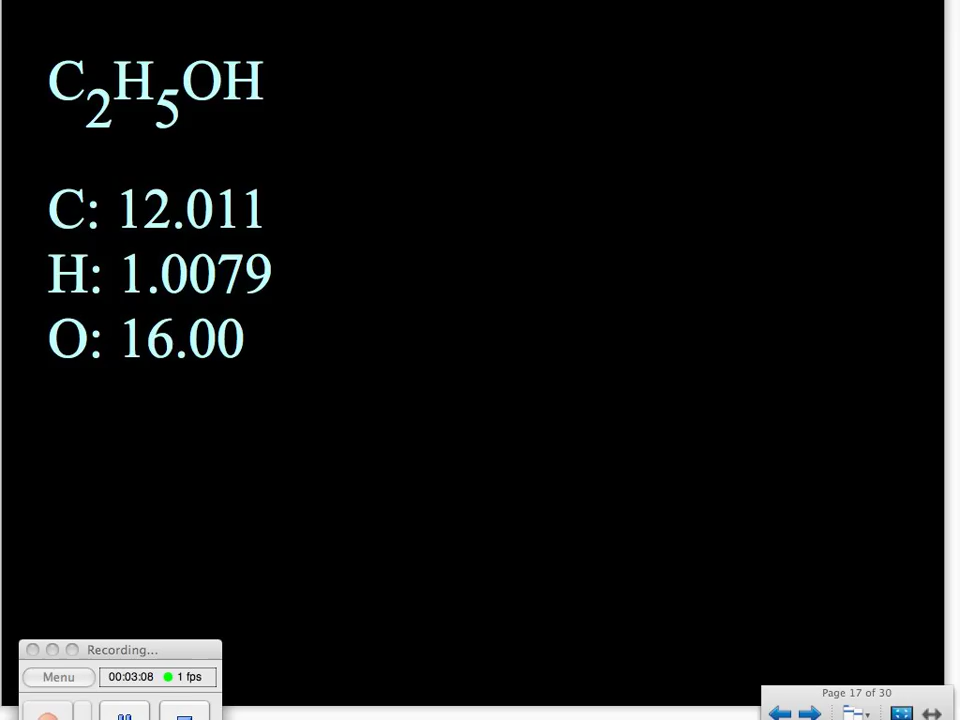 C2H5OH
C: 12.011
H: 1.0079
O: 16.00
Recording...
Menu
00:03:08
1 fps
Page 17 of 30